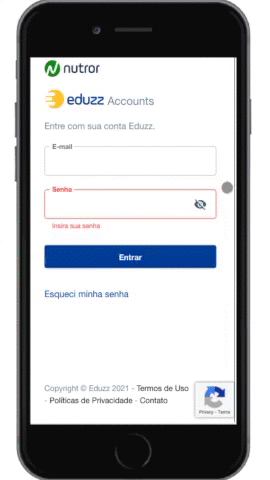 nutror
eduzz Accounts
Entre com sua conta Eduzz.
E-mail
Senha
Insira sua senha
Entrar
Esqueci minha senha
Copyright © Eduzz 2021 - Termos de Uso
- Políticas de Privacidade - Contato
Privacy - Terms